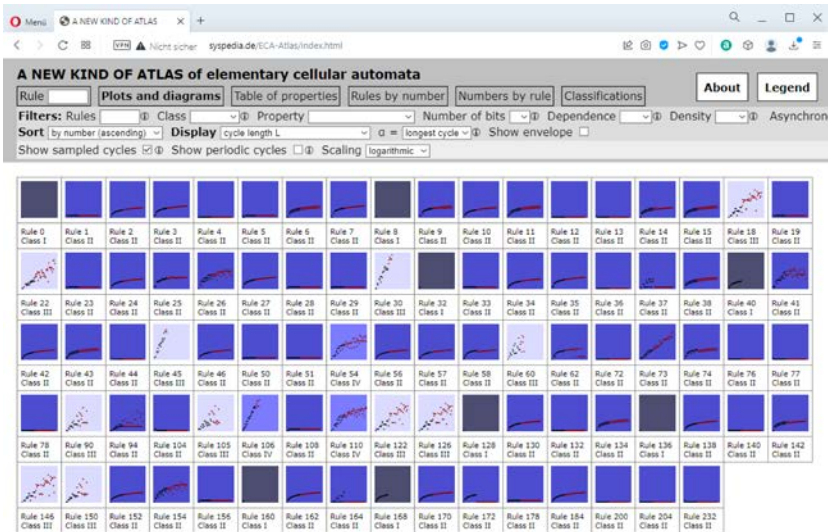 Menü A NEW KIND OF ATLAS
VPN Nicht sicher syspedia.de/ECA-Atlas/index.html
A NEW KIND OF ATLAS of elementary cellular automata
Rule Plots and diagrams Table of properties Rules by number Numbers by rule Classifications About Legend
Filters: Rules Class Property Number of bits Dependence Density Asynchron
Sort by number (ascending) Display cycle length L α = longest cycle Show envelope
Show sampled cycles Show periodic cycles Scaling logarithmic
Rule 0 Rule 1 Rule 2 Rule 3 Rule 4 Rule 5 Rule 6 Rule 7 Rule 8 Rule 9 Rule 10 Rule 11 Rule 12 Rule 13 Rule 14 Rule 15 Rule 18 Rule 19
Class I Class II Class II Class II Class II Class II Class II Class II Class I Class II Class II Class II Class II Class II Class II Class II Class III Class II
Rule 22 Rule 23 Rule 24 Rule 25 Rule 26 Rule 27 Rule 28 Rule 29 Rule 30 Rule 32 Rule 33 Rule 34 Rule 35 Rule 36 Rule 37 Rule 38 Rule 40 Rule 41
Class III Class II Class II Class II Class II Class II Class II Class II Class III Class I Class II Class II Class II Class II Class II Class II Class I Class II
Rule 42 Rule 43 Rule 44 Rule 45 Rule 46 Rule 50 Rule 51 Rule 54 Rule 56 Rule 57 Rule 58 Rule 60 Rule 62 Rule 72 Rule 73 Rule 74 Rule 76 Rule 77
Class II Class II Class II Class III Class II Class II Class II Class IV Class II Class II Class II Class III Class II Class II Class II Class II Class II Class II
Rule 78 Rule 90 Rule 94 Rule 104 Rule 105 Rule 106 Rule 108 Rule 110 Rule 122 Rule 126 Rule 128 Rule 130 Rule 132 Rule 134 Rule 136 Rule 138 Rule 140 Rule 142
Class II Class III Class II Class II Class III Class IV Class II Class IV Class III Class III Class I Class II Class II Class II Class I Class II Class II Class II
Rule 146 Rule 150 Rule 152 Rule 154 Rule 156 Rule 160 Rule 162 Rule 164 Rule 168 Rule 170 Rule 172 Rule 178 Rule 184 Rule 200 Rule 204 Rule 232
Class III Class III Class II Class II Class II Class I Class II Class II Class I Class II Class II Class II Class II Class II Class II Class II